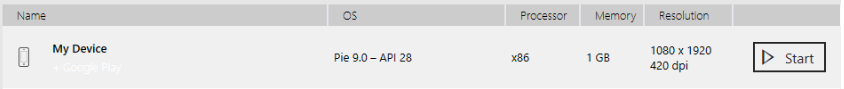 Name OS Processor Memory Resolution
My Device
+ Google Play
Pie 9.0 – API 28
x86
1 GB
1080 x 1920
420 dpi
Start